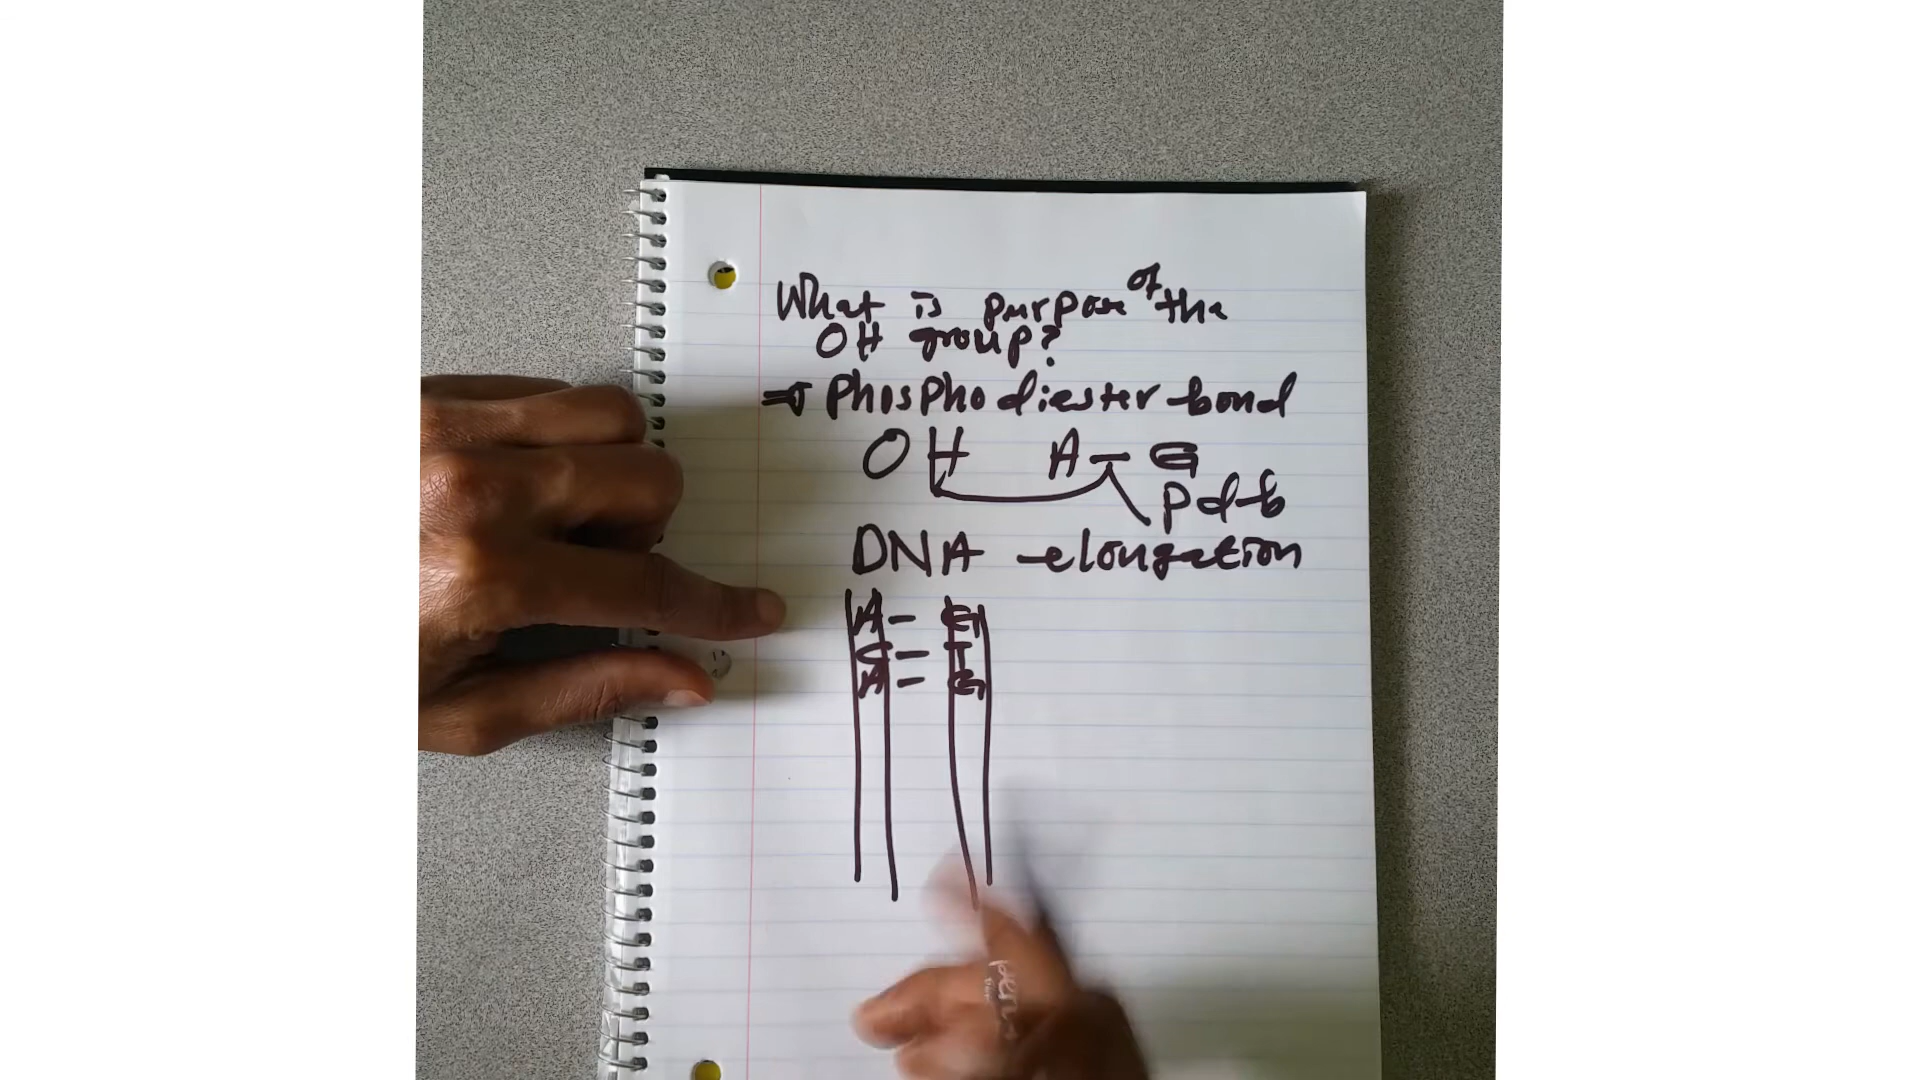 What is purpose of the
OH group?
⇒ Phosphodiester bond
OH A - G
Pd-b
DNA elongation
A - G
C - T
A - G